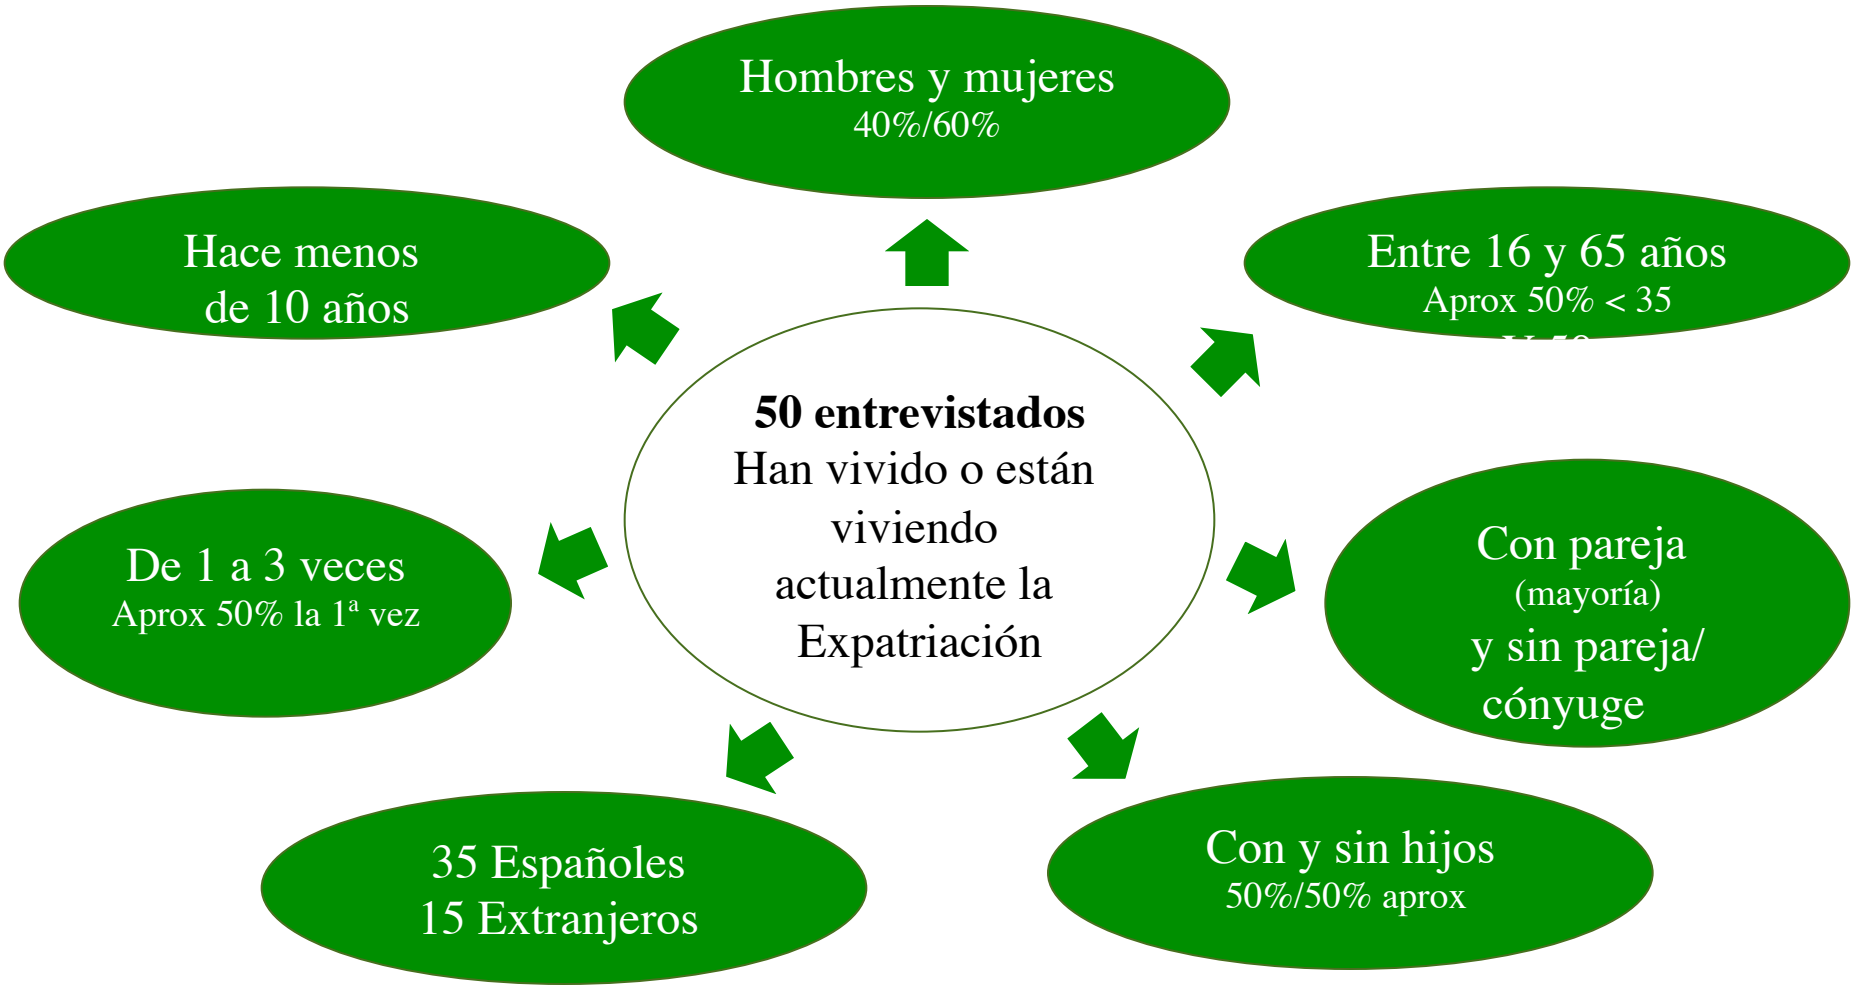 Hombres y mujeres
40%/60%
Hace menos
de 10 años
Entre 16 y 65 años
Aprox 50% < 35
50 entrevistados
Han vivido o están
viviendo
actualmente la
Expatriación
De 1 a 3 veces
Aprox 50% la 1ª vez
Con pareja
(mayoría)
y sin pareja/
cónyuge
35 Españoles
15 Extranjeros
Con y sin hijos
50%/50% aprox